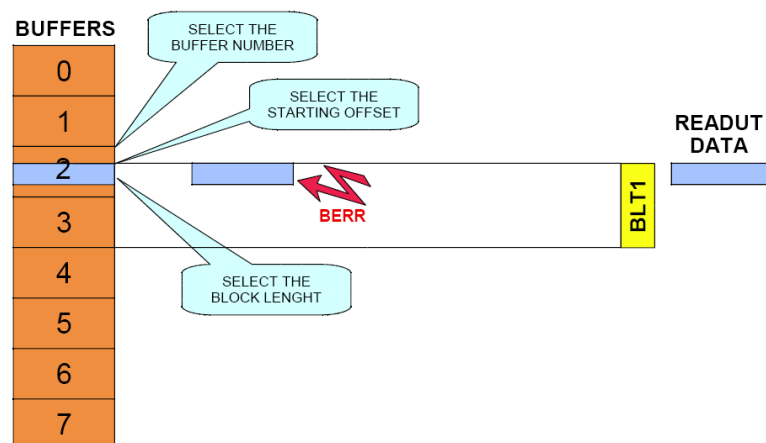 BUFFERS
SELECT THE
BUFFER NUMBER
0
SELECT THE
STARTING OFFSET
1
READUT
DATA
2
BERR
BLT1
3
SELECT THE
BLOCK LENGHT
4
5
6
7